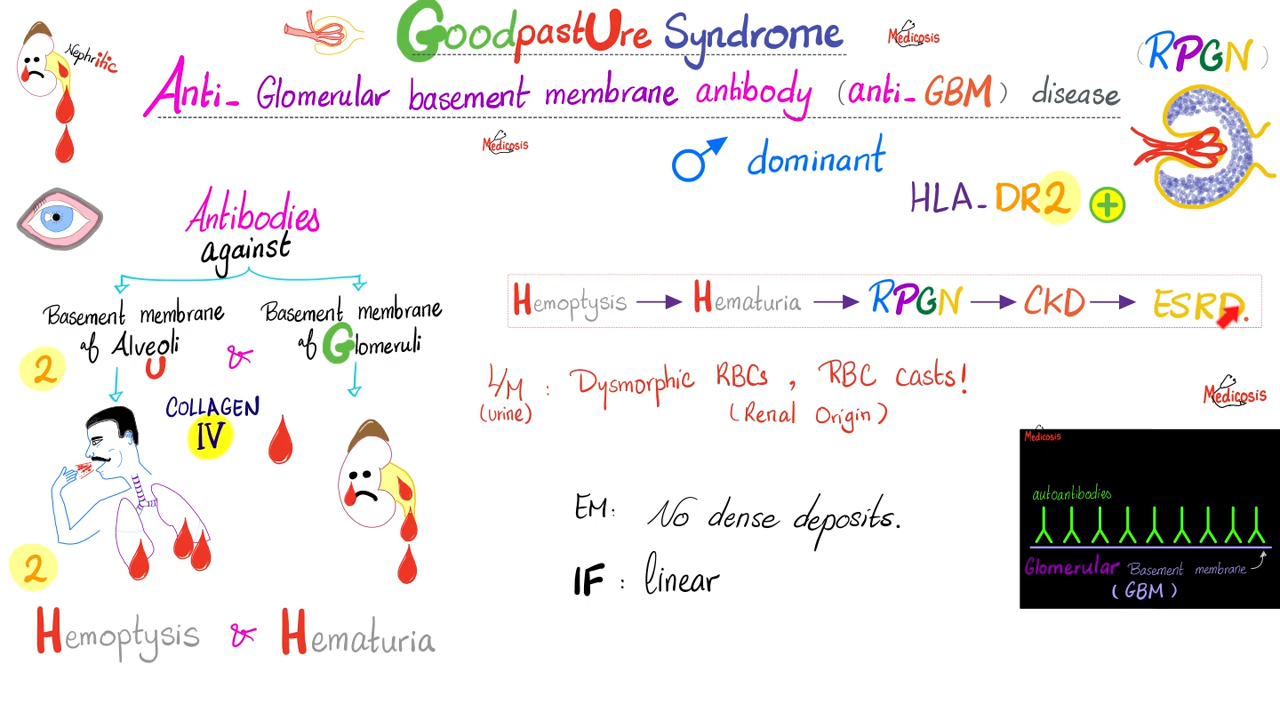 GoodpastUre Syndrome
Medicosis
(RPGN)
Nephritic
Anti- Glomerular basement membrane antibody (anti-GBM) disease
Medicosis
dominant
HLA-DR2 +
Antibodies
against
Basement membrane
of Alveoli
U
2
&
Basement membrane
of Glomeruli
COLLAGEN
IV
2
Hemoptysis & Hematuria
Hemoptysis → Hematuria → RPGN → CKD → ESRD.
L/M : Dysmorphic RBCs, RBC casts!
(urine)
(Renal Origin)
Medicosis
EM: No dense deposits.
IF : linear
Medicosis
autoantibodies
Glomerular Basement membrane
(GBM)